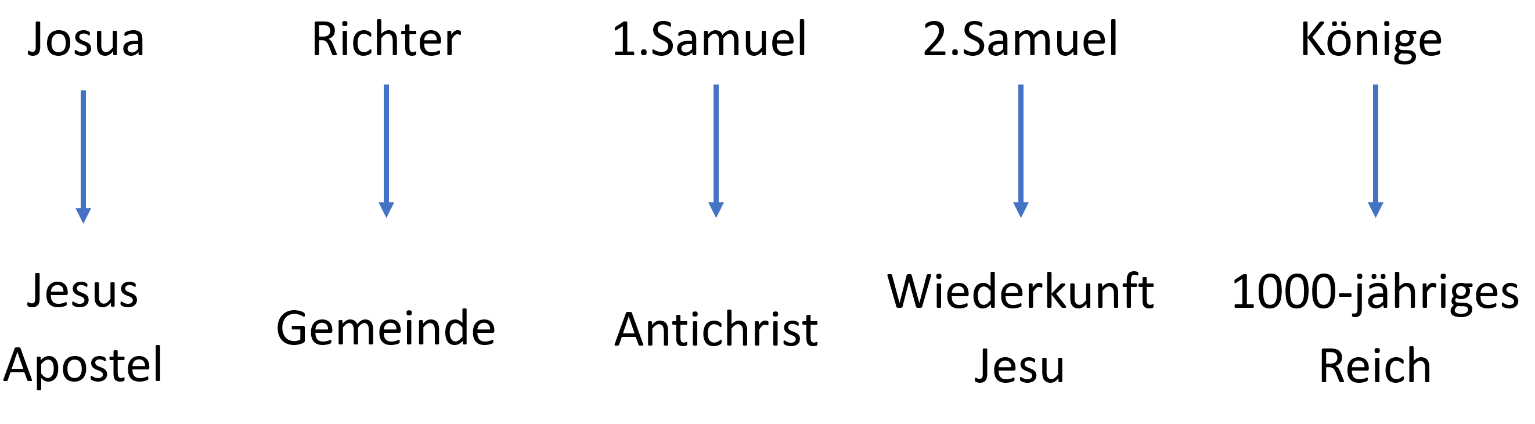 Josua Richter 1.Samuel 2.Samuel Könige
Jesus
Apostel
Gemeinde
Antichrist
Wiederkunft
Jesu
1000-jähriges
Reich